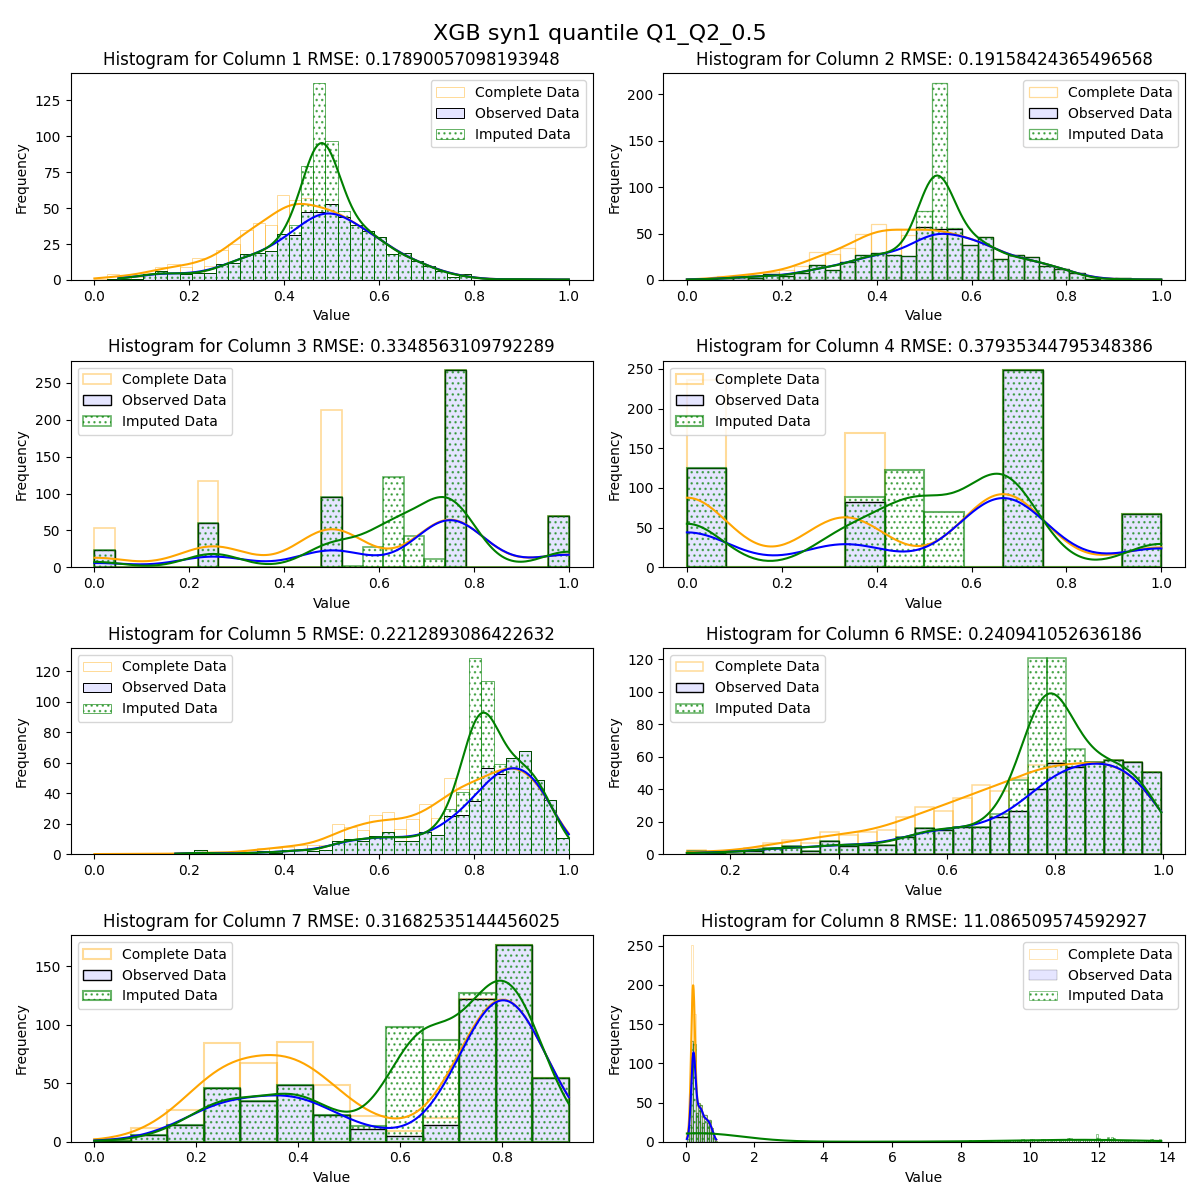 XGB syn1 quantile Q1_Q2_0.5
Histogram for Column 1 RMSE: 0.17890057098193948
Frequency
125
100
75
50
25
0
Complete Data
Observed Data
Imputed Data
0.0 0.2 0.4 0.6 0.8 1.0
Value
Histogram for Column 2 RMSE: 0.19158424365496568
Frequency
200
150
100
50
0
Complete Data
Observed Data
Imputed Data
0.0 0.2 0.4 0.6 0.8 1.0
Value
Histogram for Column 3 RMSE: 0.3348563109792289
Frequency
250
200
150
100
50
0
Complete Data
Observed Data
Imputed Data
0.0 0.2 0.4 0.6 0.8 1.0
Value
Histogram for Column 4 RMSE: 0.37935344795348386
Frequency
250
200
150
100
50
0
Complete Data
Observed Data
Imputed Data
0.0 0.2 0.4 0.6 0.8 1.0
Value
Histogram for Column 5 RMSE: 0.2212893086422632
Frequency
120
100
80
60
40
20
0
Complete Data
Observed Data
Imputed Data
0.0 0.2 0.4 0.6 0.8 1.0
Value
Histogram for Column 6 RMSE: 0.240941052636186
Frequency
120
100
80
60
40
20
0
Complete Data
Observed Data
Imputed Data
0.2 0.4 0.6 0.8 1.0
Value
Histogram for Column 7 RMSE: 0.31682535144456025
Frequency
150
100
50
0
Complete Data
Observed Data
Imputed Data
0.0 0.2 0.4 0.6 0.8
Value
Histogram for Column 8 RMSE: 11.086509574592927
Frequency
250
200
150
100
50
0
Complete Data
Observed Data
Imputed Data
0 2 4 6 8 10 12 14
Value